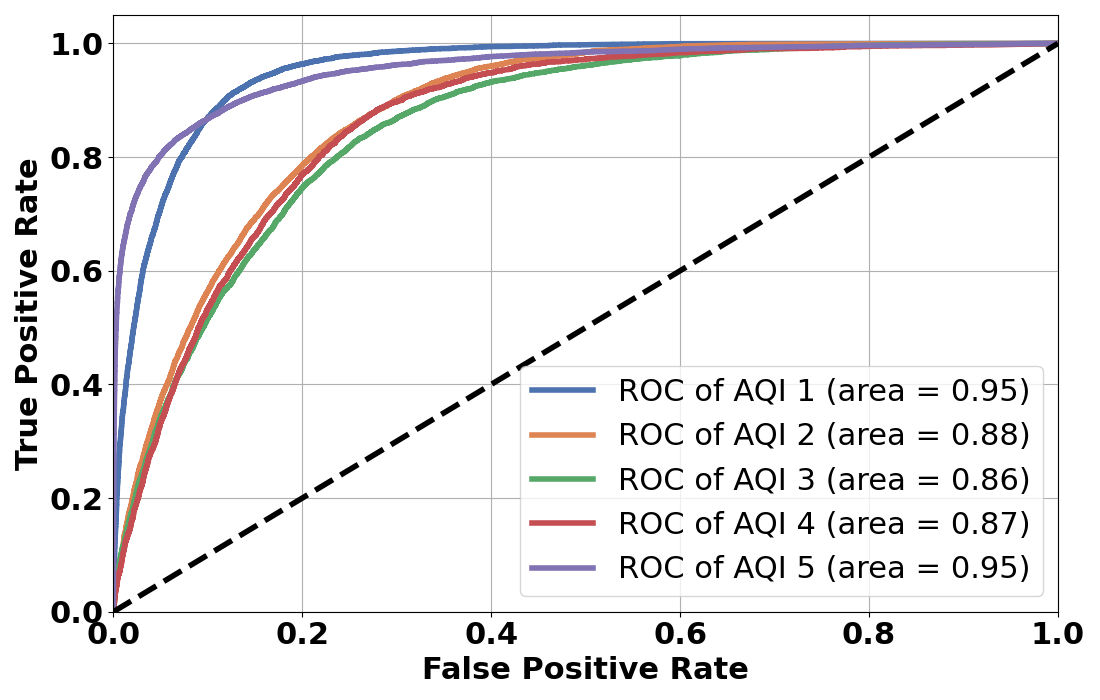 1.0
0.8
0.6
0.4
0.2
0.0
True Positive Rate
ROC of AQI 1 (area = 0.95)
ROC of AQI 2 (area = 0.88)
ROC of AQI 3 (area = 0.86)
ROC of AQI 4 (area = 0.87)
ROC of AQI 5 (area = 0.95)
0.0 0.2 0.4 0.6 0.8 1.0
False Positive Rate